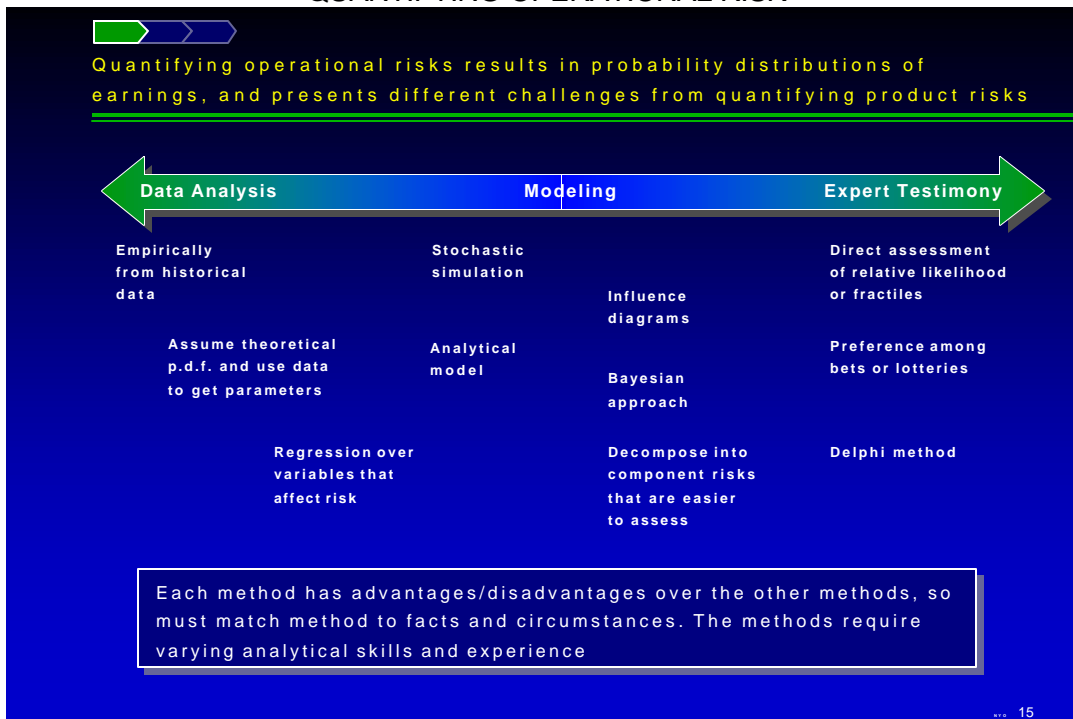 QUANTIFYING OPERATIONAL RISK
Quantifying operational risks results in probability distributions of
earnings, and presents different challenges from quantifying product risks
Data Analysis
Modeling
Expert Testimony
Empirically
from historical
data
Assume theoretical
p.d.f. and use data
to get parameters
Regression over
variables that
affect risk
Stochastic
simulation
Analytical
model
Influence
diagrams
Bayesian
approach
Decompose into
component risks
that are easier
to assess
Direct assessment
of relative likelihood
or fractiles
Preference among
bets or lotteries
Delphi method
Each method has advantages/disadvantages over the other methods, so
must match method to facts and circumstances. The methods require
varying analytical skills and experience
15